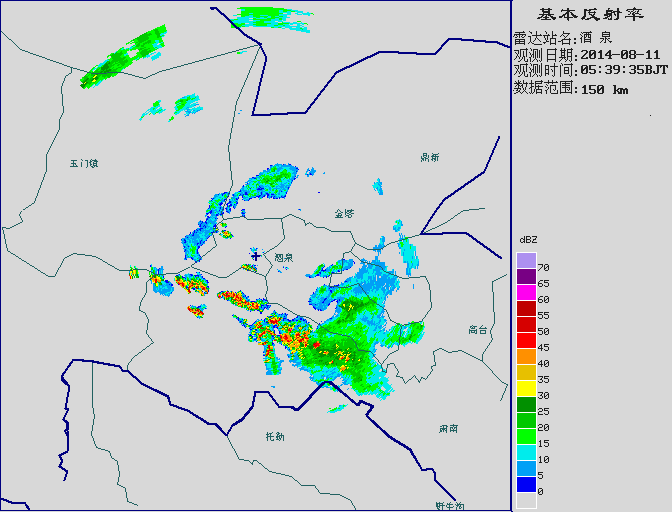 基本反射率
雷达站名:酒 泉
观测日期:2014-08-11
观测时间:05:39:35BJT
数据范围:150 km
玉门镇
鼎新
金塔
酒泉
高台
肃南
托勒
野牛沟
dBZ
70
65
60
55
50
45
40
35
30
25
20
15
10
5
0